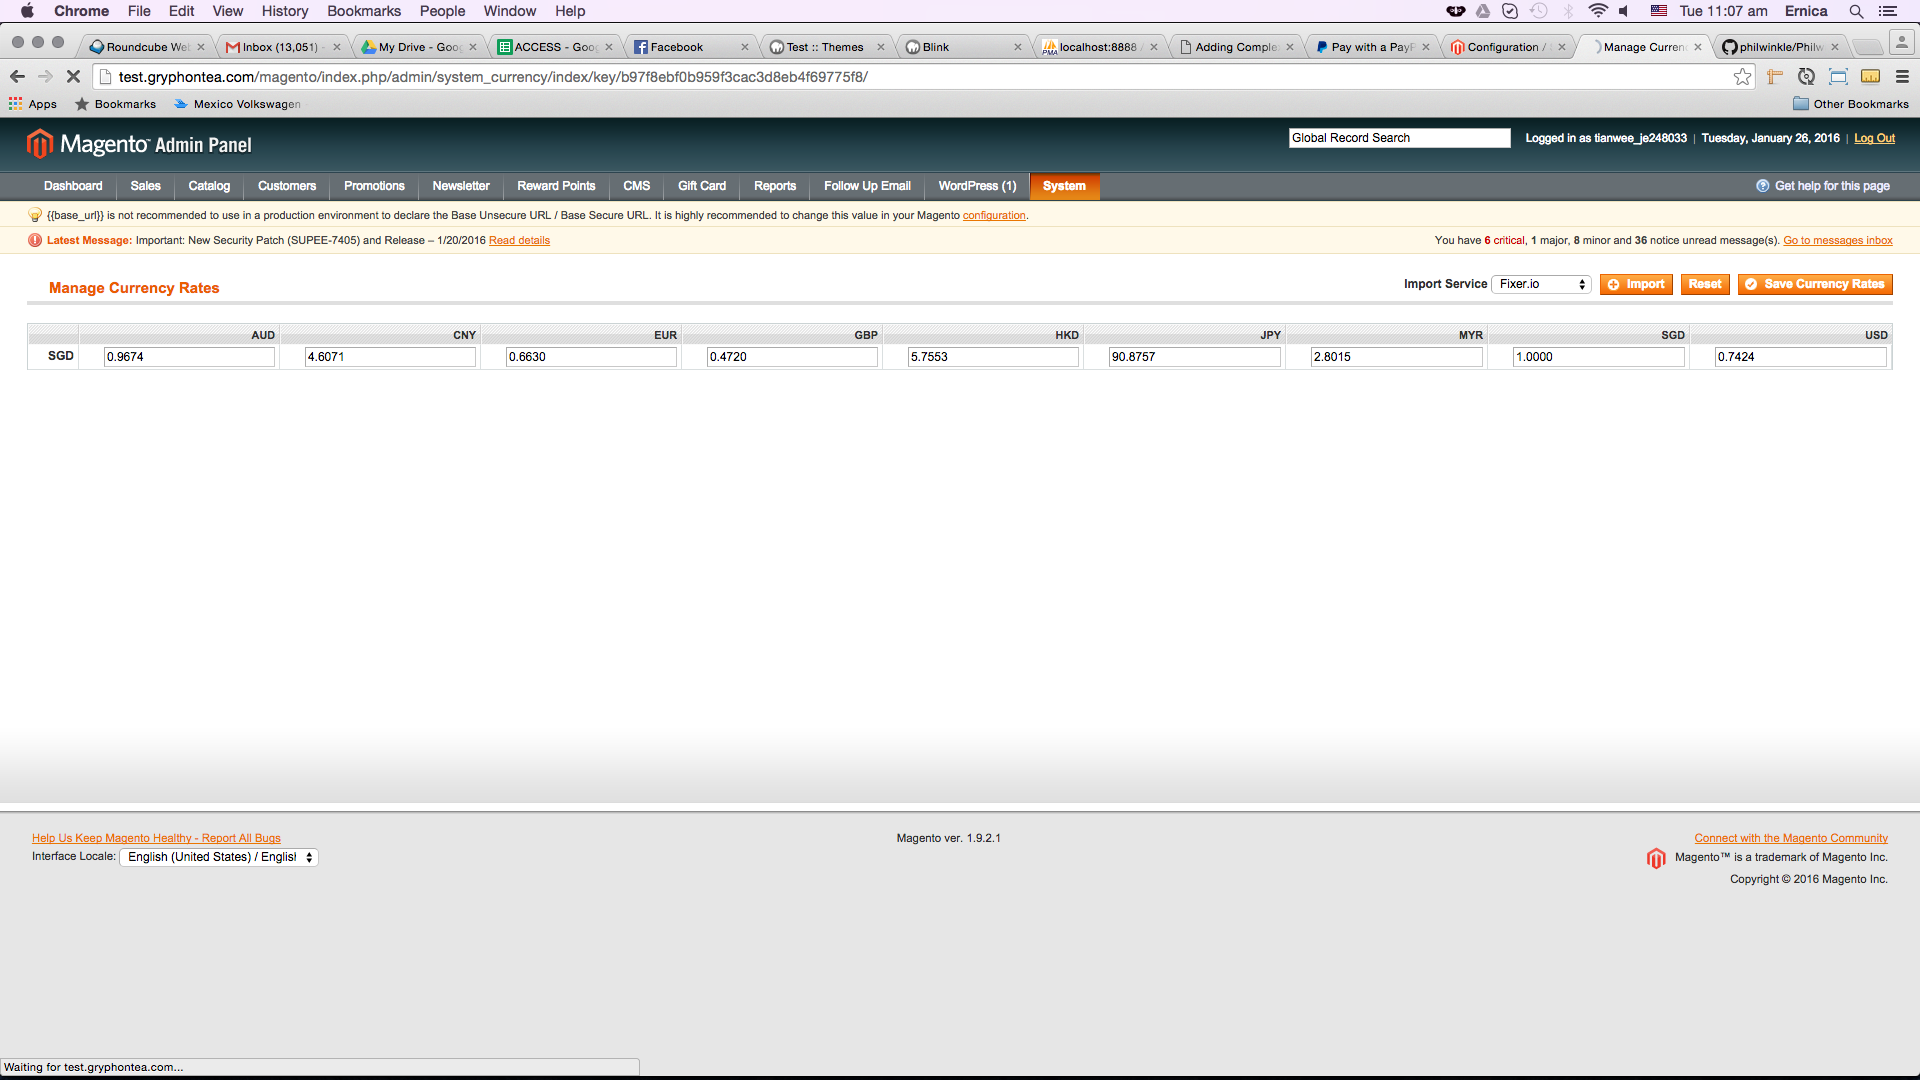 Chrome File Edit View History Bookmarks People Window Help Tue 11:07 am Ernica
Roundcube We Inbox (13,051) - My Drive - Goog ACCESS - Goog Facebook Test :: Themes Blink localhost:8888 Adding Comple Pay with a PayP Configuration / Manage Curren philwinkle/Philw
test.gryphontea.com/magento/index.php/admin/system_currency/index/key/b97f8ebf0b959f3cac3d8eb4f69775f8/
Apps Bookmarks Mexico Volkswagen Other Bookmarks
Magento™ Admin Panel Global Record Search Logged in as tianwee_je248033 | Tuesday, January 26, 2016 | Log Out
Dashboard Sales Catalog Customers Promotions Newsletter Reward Points CMS Gift Card Reports Follow Up Email WordPress (1) System Get help for this page
{{base_url}} is not recommended to use in a production environment to declare the Base Unsecure URL / Base Secure URL. It is highly recommended to change this value in your Magento configuration.
Latest Message: Important: New Security Patch (SUPEE-7405) and Release – 1/20/2016 Read details You have 6 critical, 1 major, 8 minor and 36 notice unread message(s). Go to messages inbox
Manage Currency Rates Import Service Fixer.io Import Reset Save Currency Rates
AUD CNY EUR GBP HKD JPY MYR SGD USD
SGD 0.9674 4.6071 0.6630 0.4720 5.7553 90.8757 2.8015 1.0000 0.7424
Help Us Keep Magento Healthy - Report All Bugs Magento ver. 1.9.2.1 Connect with the Magento Community
Interface Locale: English (United States) / Englis Magento™ is a trademark of Magento Inc.
Copyright © 2016 Magento Inc.
Waiting for test.gryphontea.com...